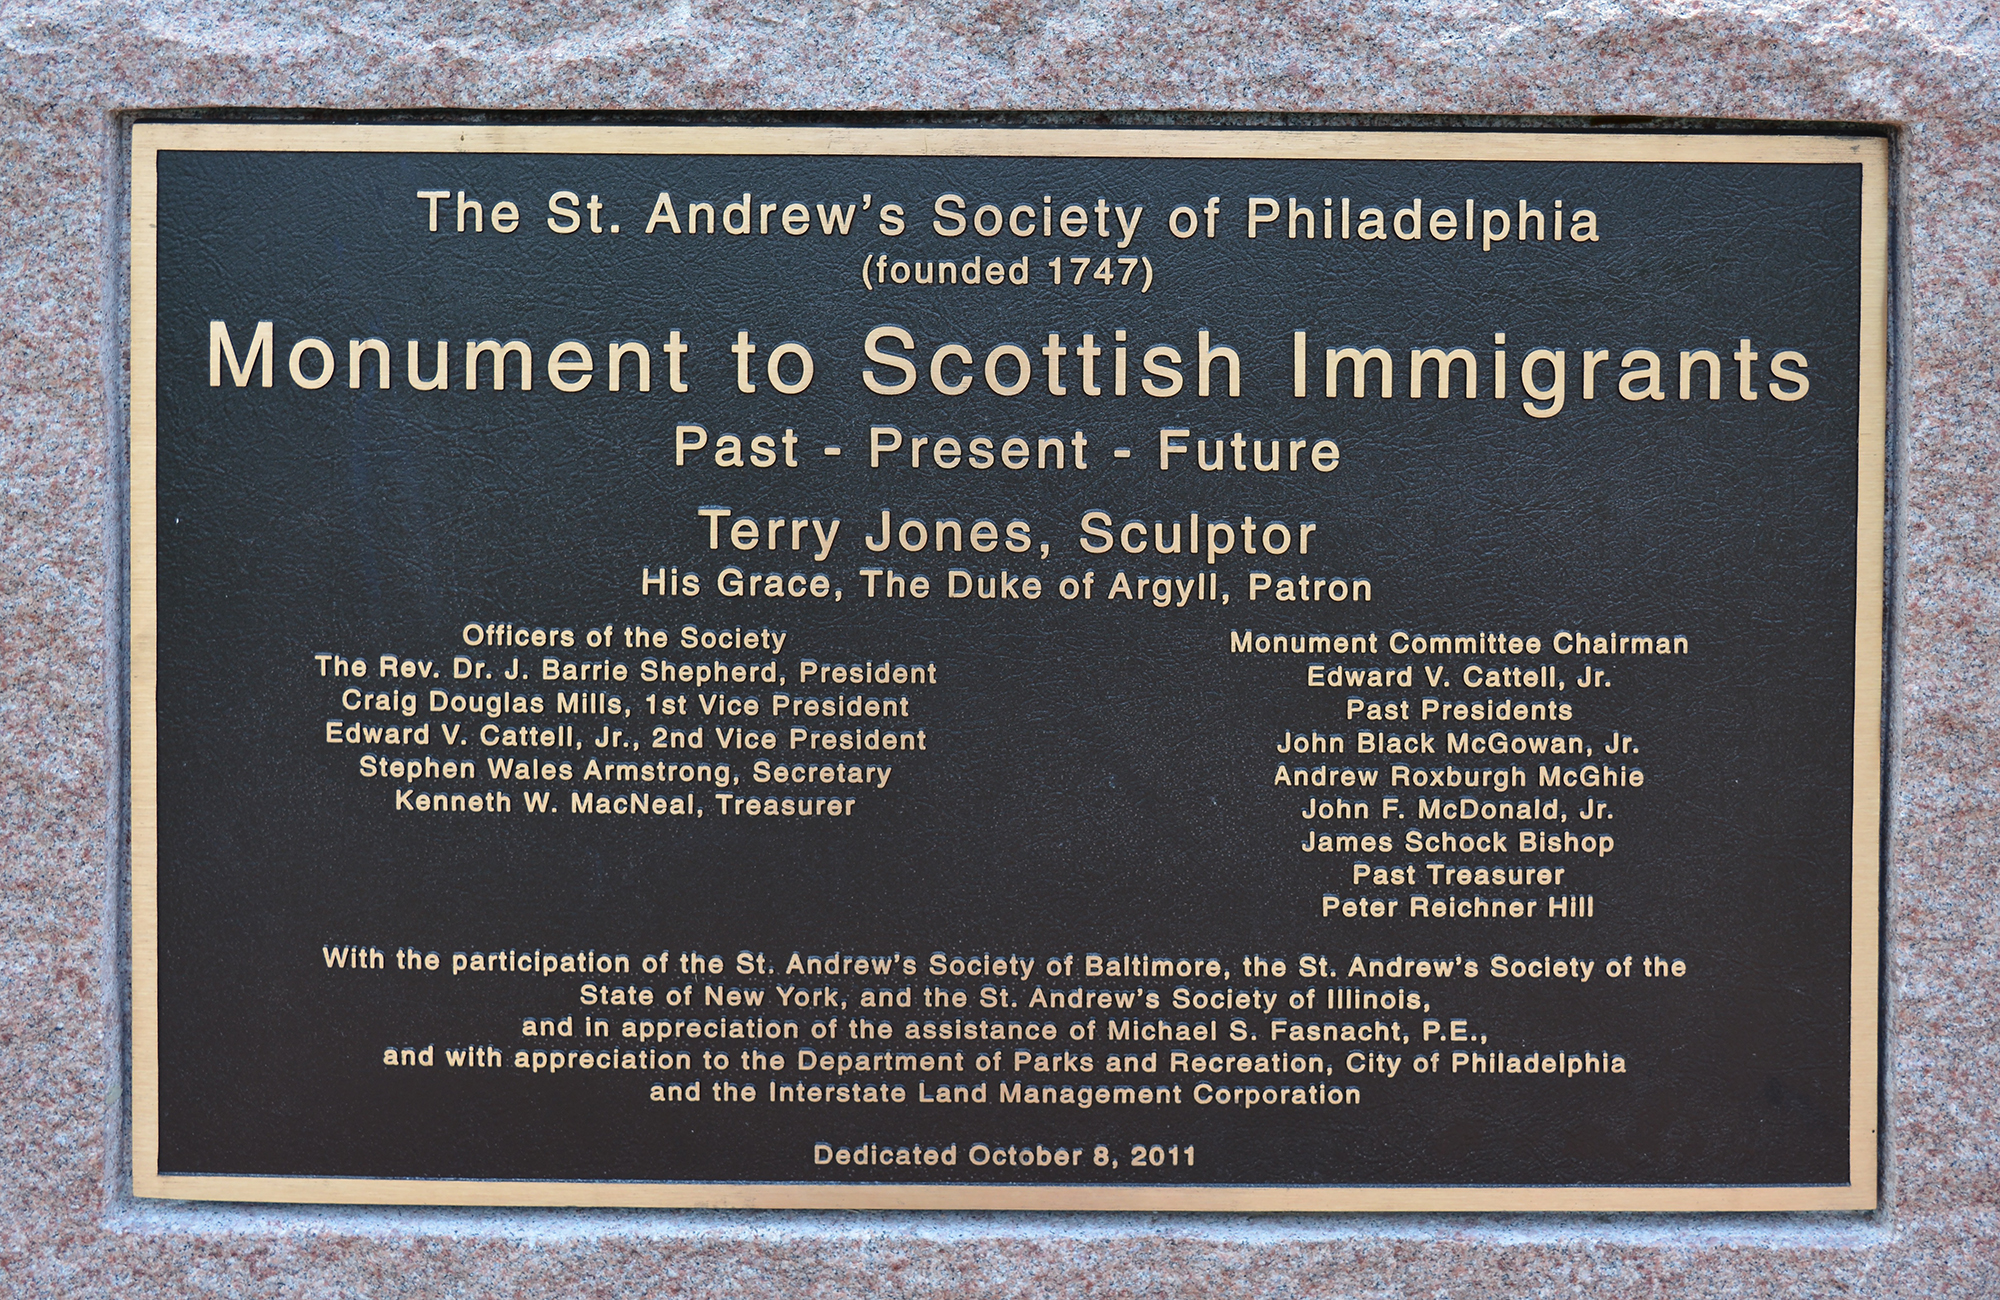 The St. Andrew's Society of Philadelphia
(founded 1747)
Monument to Scottish Immigrants
Past - Present - Future
Terry Jones, Sculptor
His Grace, The Duke of Argyll, Patron
Officers of the Society
The Rev. Dr. J. Barrie Shepherd, President
Craig Douglas Mills, 1st Vice President
Edward V. Cattell, Jr., 2nd Vice President
Stephen Wales Armstrong, Secretary
Kenneth W. MacNeal, Treasurer
Monument Committee Chairman
Edward V. Cattell, Jr.
Past Presidents
John Black McGowan, Jr.
Andrew Roxburgh McGhie
John F. McDonald, Jr.
James Schock Bishop
Past Treasurer
Peter Reichner Hill
With the participation of the St. Andrew's Society of Baltimore, the St. Andrew's Society of the
State of New York, and the St. Andrew's Society of Illinois,
and in appreciation of the assistance of Michael S. Fasnacht, P.E.,
and with appreciation to the Department of Parks and Recreation, City of Philadelphia
and the Interstate Land Management Corporation
Dedicated October 8, 2011